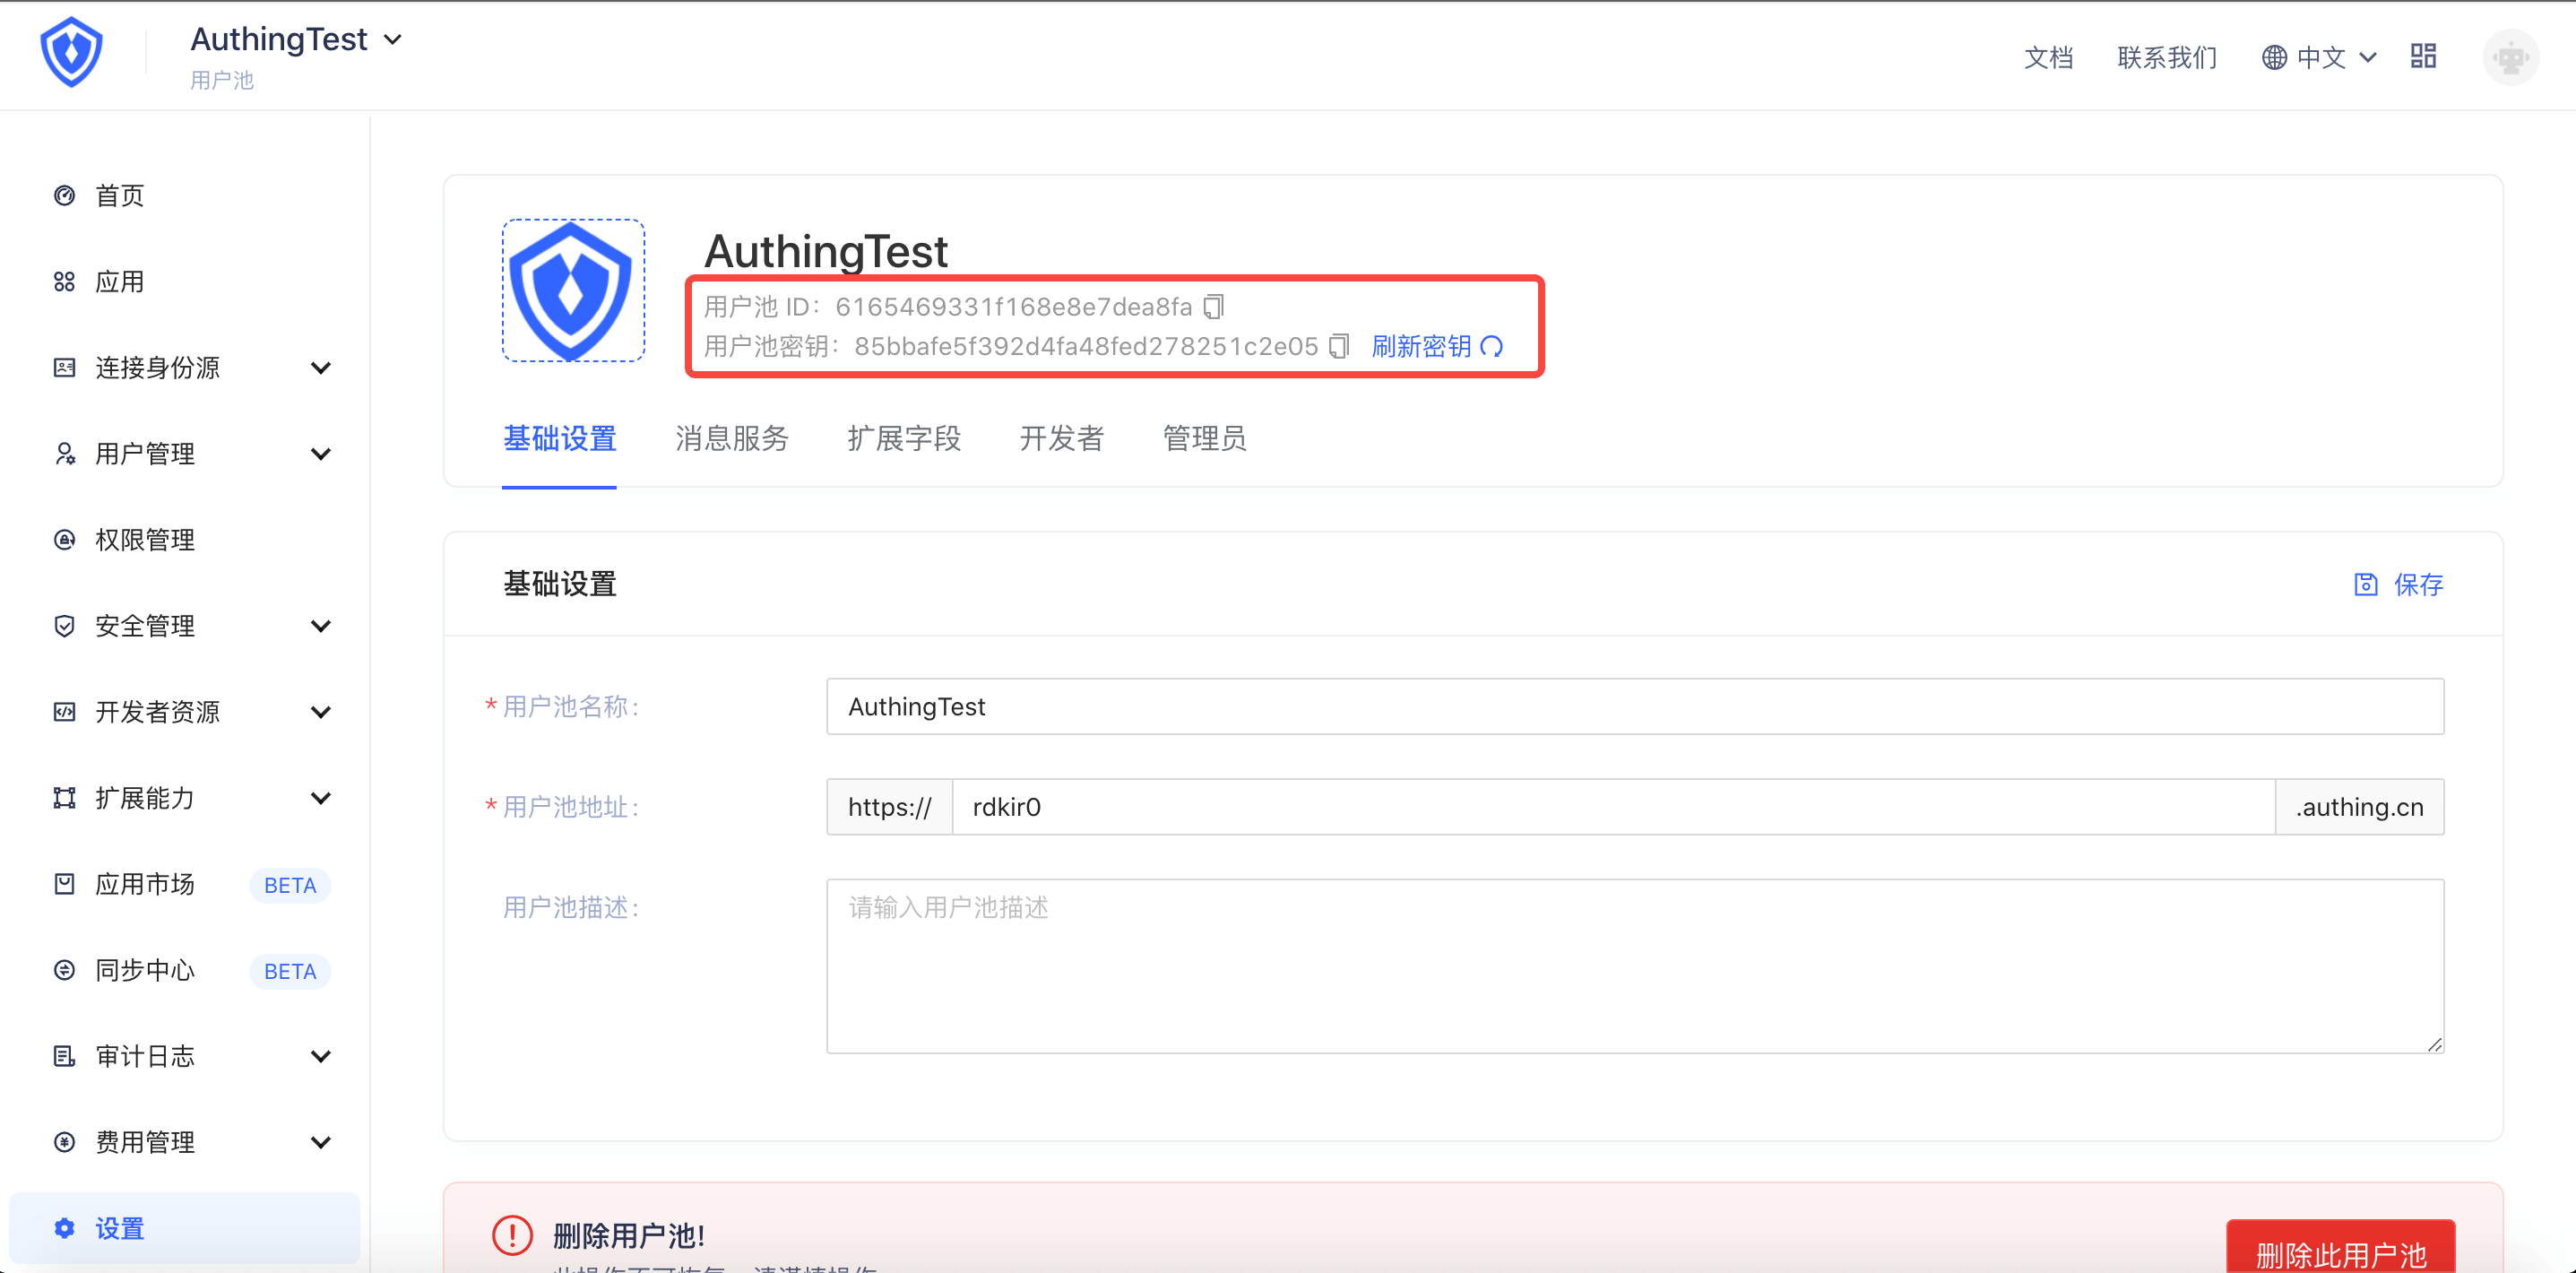 AuthingTest
用户池
文档
联系我们
中文
首页
应用
连接身份源
用户管理
权限管理
安全管理
开发者资源
扩展能力
应用市场 BETA
同步中心 BETA
审计日志
费用管理
设置
AuthingTest
用户池 ID: 6165469331f168e8e7dea8fa
用户池密钥: 85bbafe5f392d4fa48fed278251c2e05 刷新密钥
基础设置 消息服务 扩展字段 开发者 管理员
基础设置
保存
* 用户池名称: AuthingTest
* 用户池地址: https:// rdkir0 .authing.cn
用户池描述: 请输入用户池描述
删除用户池!
删除此用户池